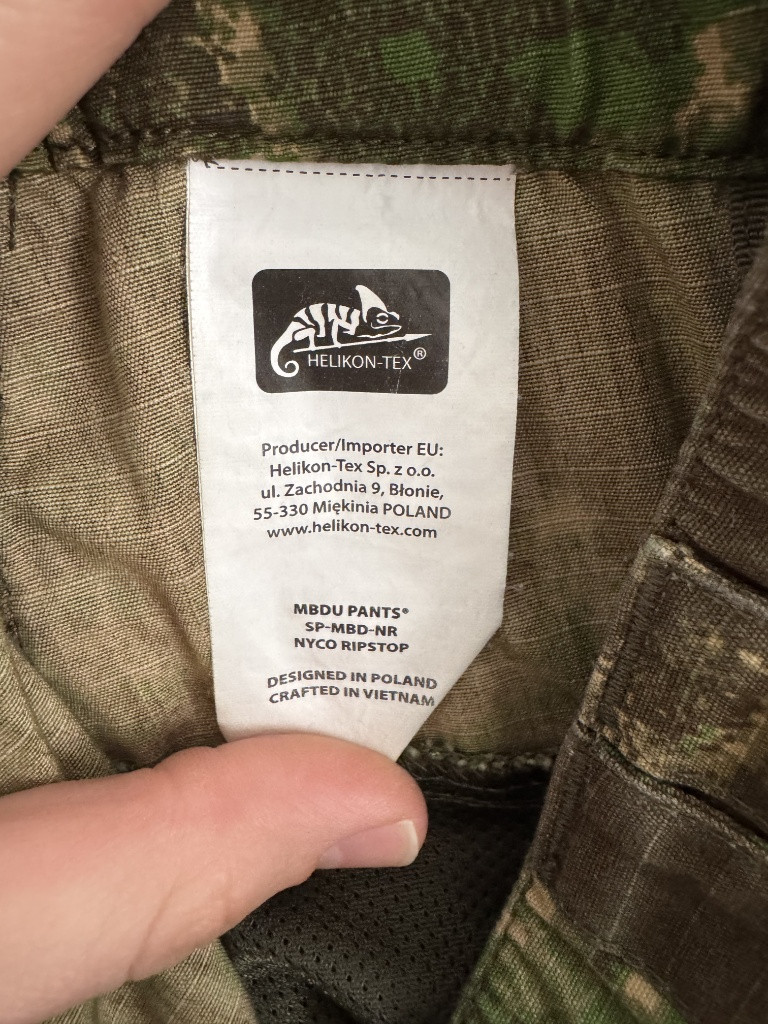 HELIKON-TEX®
Producer/Importer EU:
Helikon-Tex Sp. z o.o.
ul. Zachodnia 9, Błonie,
55-330 Miękinia POLAND
www.helikon-tex.com
MBDU PANTS®
SP-MBD-NR
NYCO RIPSTOP
DESIGNED IN POLAND
CRAFTED IN VIETNAM